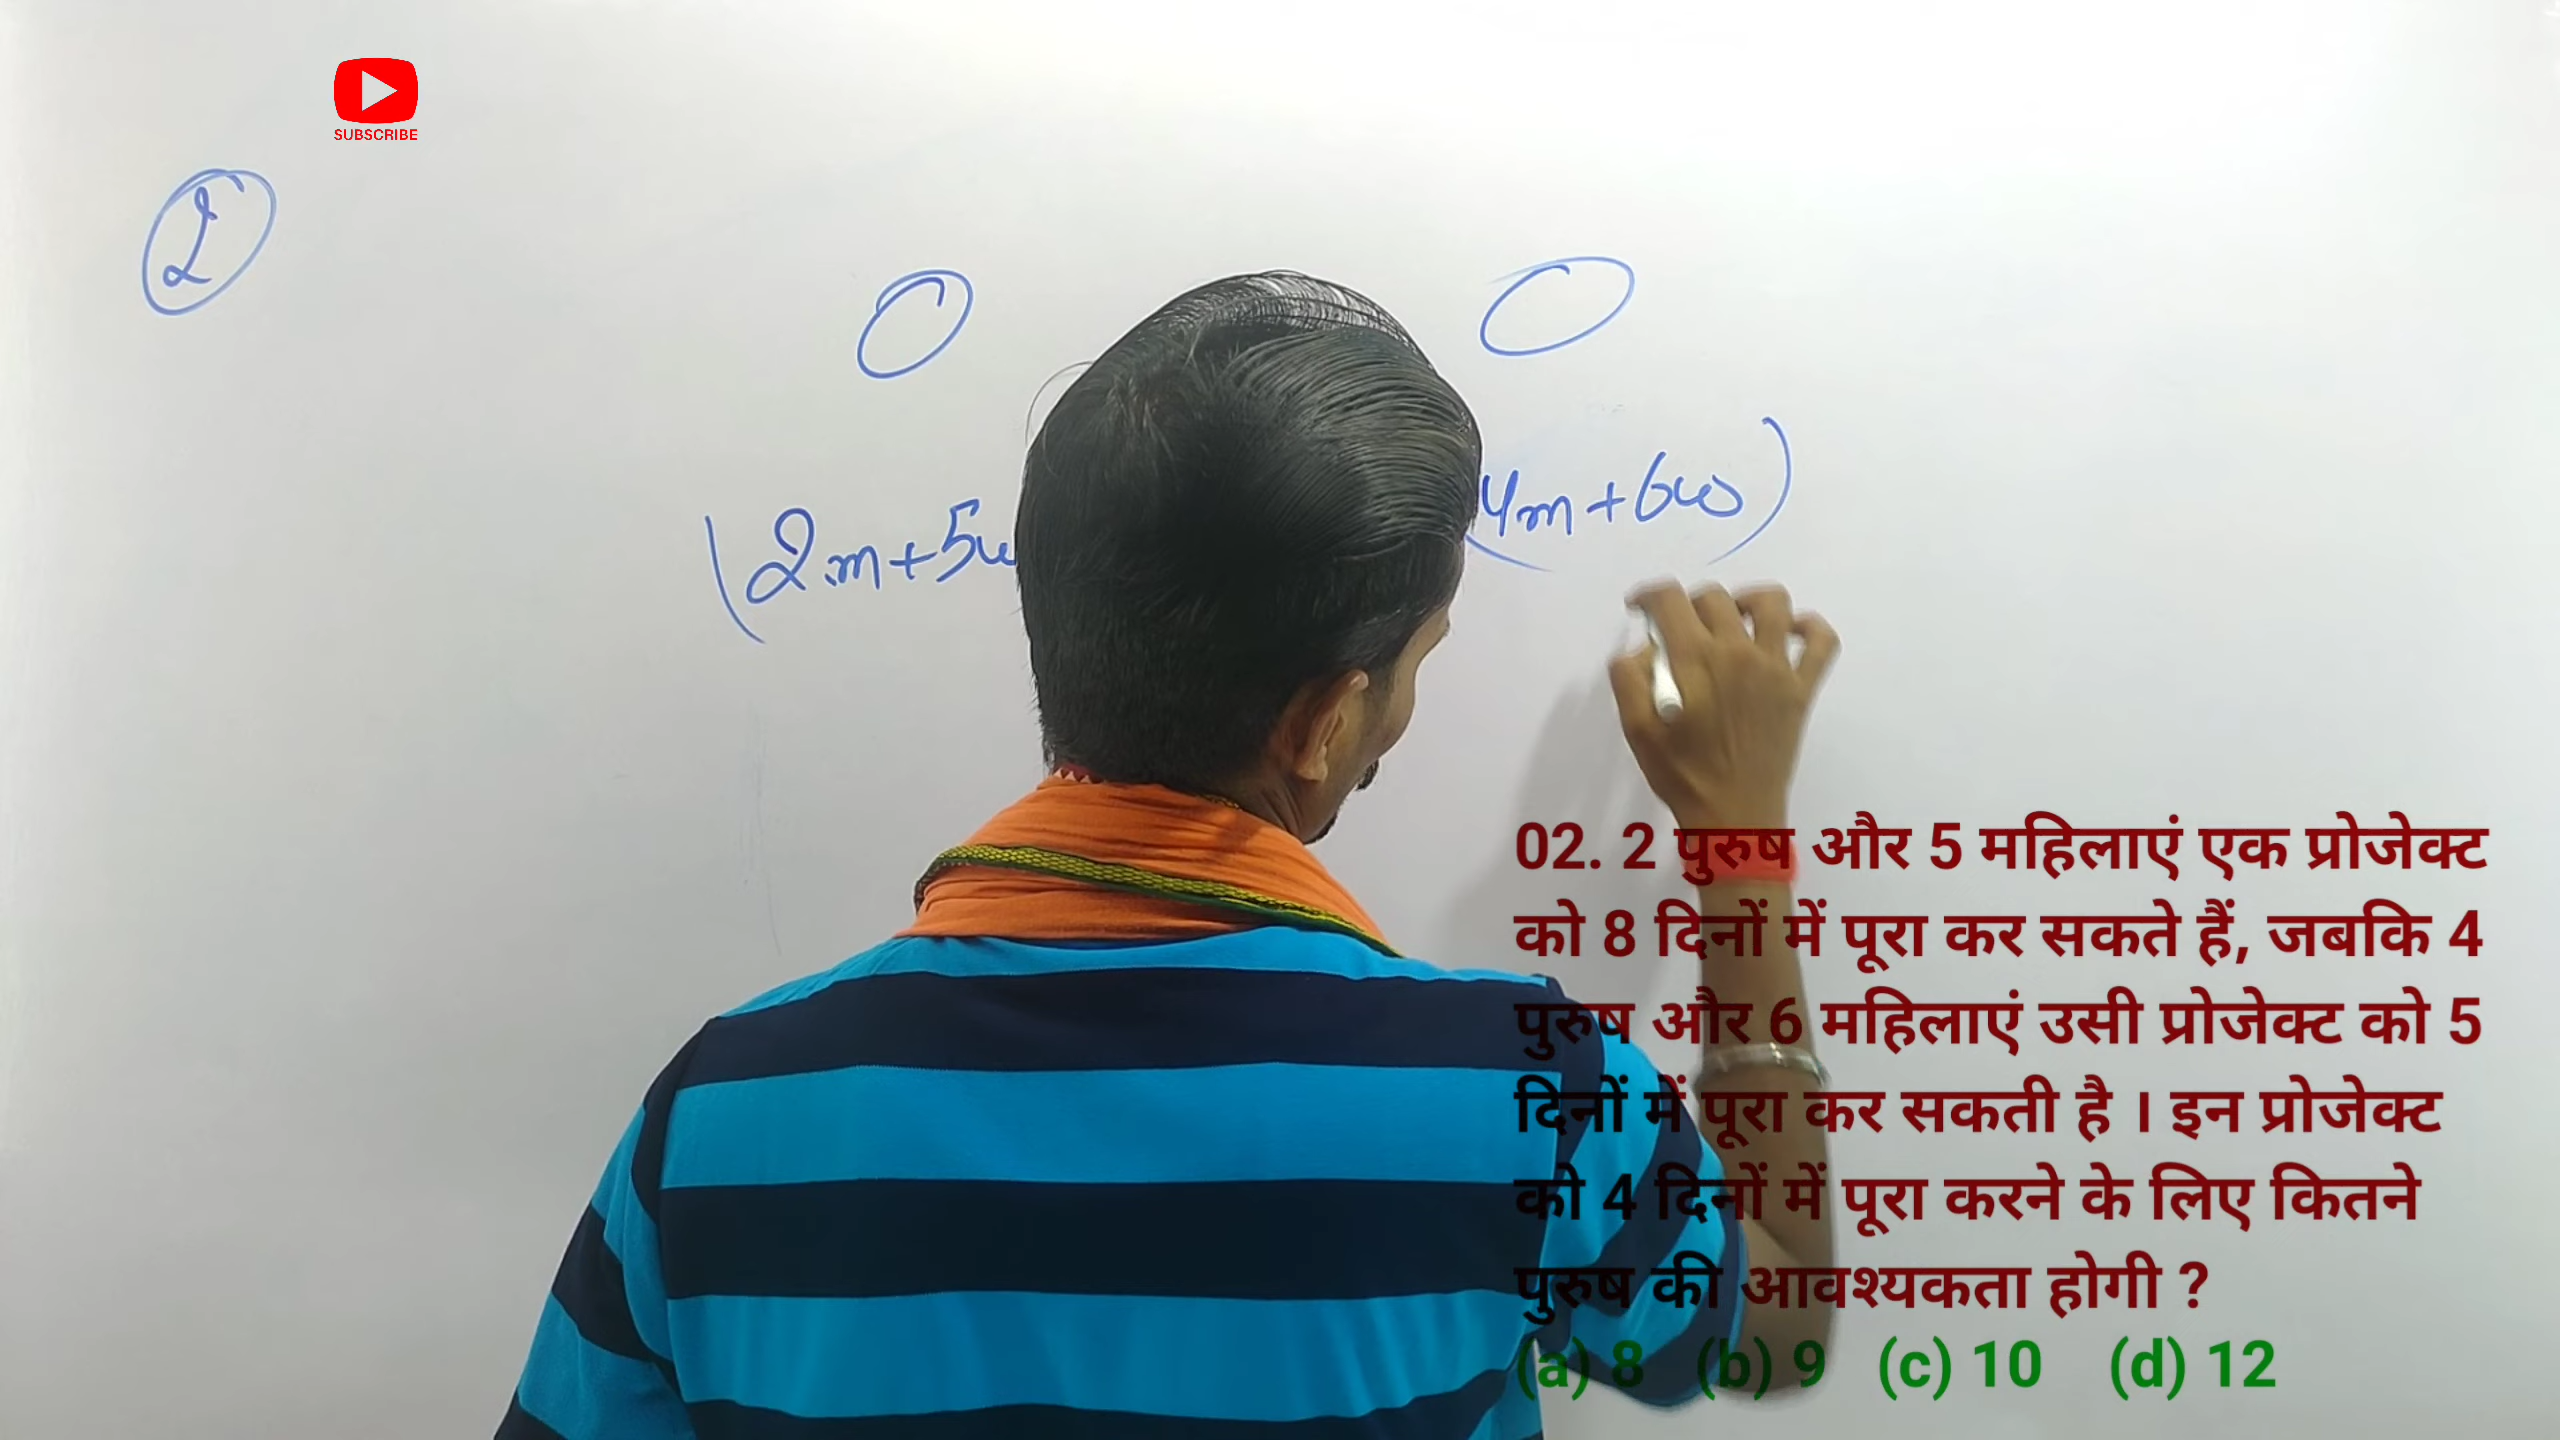 SUBSCRIBE
2
(2m+5w
4m+6w)
02. 2 पुरुष और 5 महिलाएं एक प्रोजेक्ट
को 8 दिनों में पूरा कर सकते हैं, जबकि 4
पुरुष और 6 महिलाएं उसी प्रोजेक्ट को 5
दिनों में पूरा कर सकती है । इन प्रोजेक्ट
को 4 दिनों में पूरा करने के लिए कितने
पुरुष की आवश्यकता होगी ?
(a) 8 (b) 9 (c) 10 (d) 12